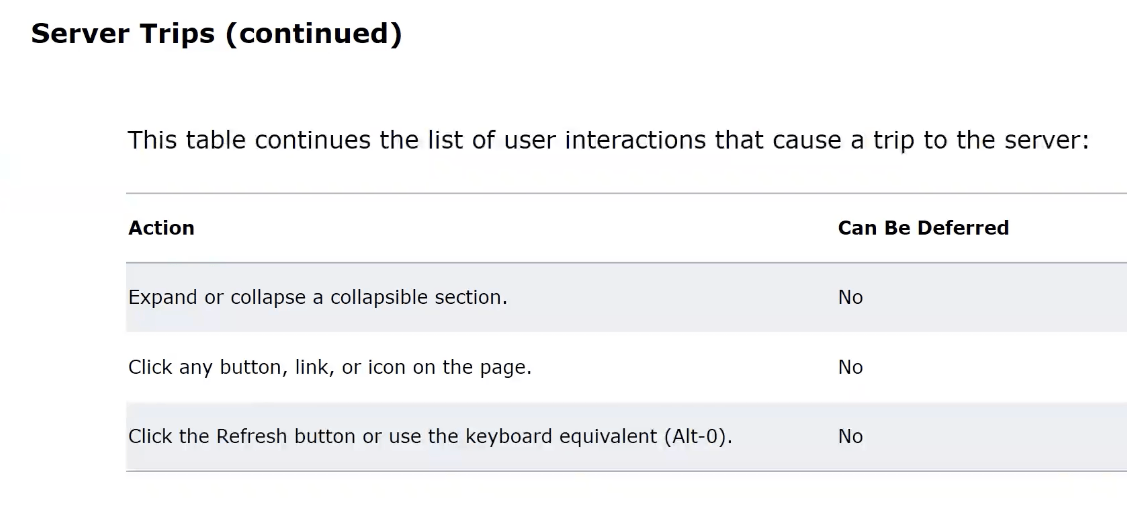 Server Trips (continued)
This table continues the list of user interactions that cause a trip to the server:
Action Can Be Deferred
Expand or collapse a collapsible section. No
Click any button, link, or icon on the page. No
Click the Refresh button or use the keyboard equivalent (Alt-0). No